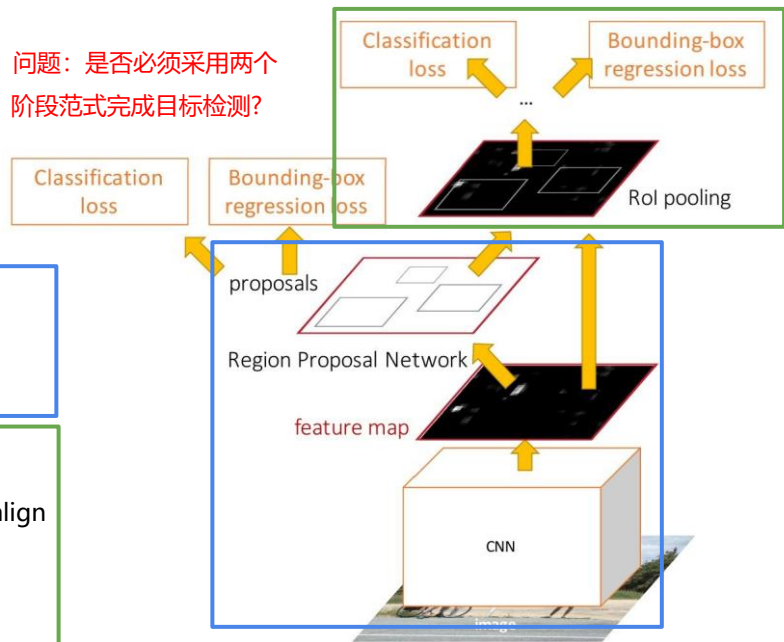 问题：是否必须采用两个
阶段范式完成目标检测?
Classification
loss
Bounding-box
regression loss
...
RoI pooling
Classification
loss
Bounding-box
regression loss
proposals
Region Proposal Network
feature map
align
CNN
image